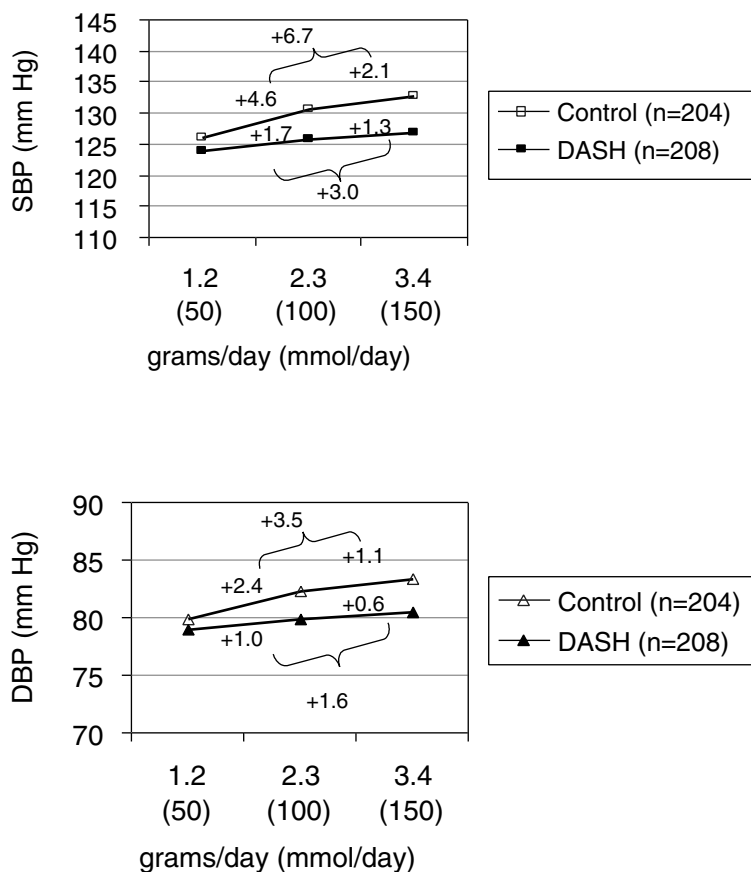 145
140
135
130
125
120
115
110
SBP (mm Hg)
+6.7
+2.1
+4.6
+1.7
+1.3
+3.0
1.2 2.3 3.4
(50) (100) (150)
grams/day (mmol/day)
Control (n=204)
DASH (n=208)
90
85
80
75
70
DBP (mm Hg)
+3.5
+1.1
+2.4
+0.6
+1.0
+1.6
1.2 2.3 3.4
(50) (100) (150)
grams/day (mmol/day)
Control (n=204)
DASH (n=208)